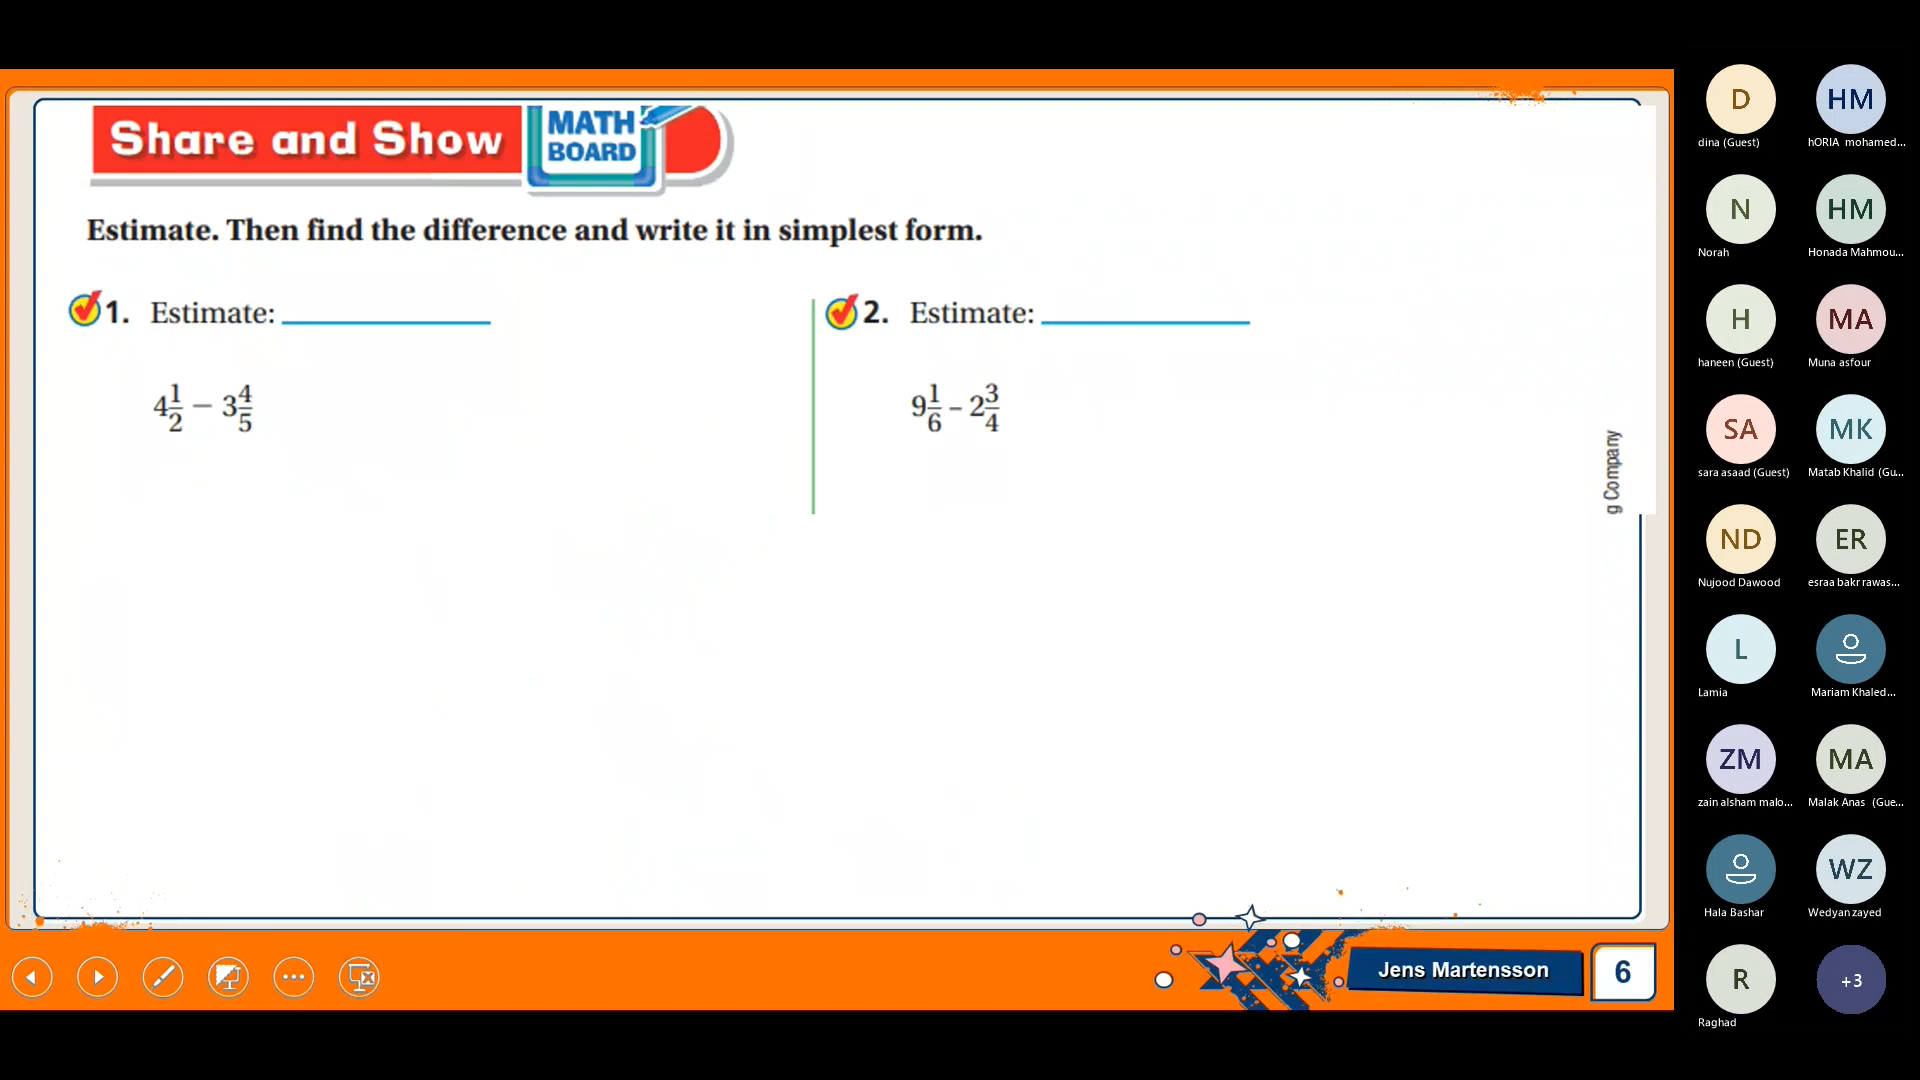 Share and Show
MATH
BOARD
Estimate. Then find the difference and write it in simplest form.
1. Estimate: ____________
4 1/2 − 3 4/5
2. Estimate: ____________
9 1/6 - 2 3/4
g Company
Jens Martensson
6
D
dina (Guest)
HM
hORIA mohamed...
N
Norah
HM
Honada Mahmou...
H
haneen (Guest)
MA
Muna asfour
SA
sara asaad (Guest)
MK
Matab Khalid (Gu...
ND
Nujood Dawood
ER
esraa bakr rawas...
L
Lamia
Mariam Khaled...
ZM
zain alsham malo...
MA
Malak Anas (Gue...
Hala Bashar
WZ
Wedyan zayed
R
Raghad
+3